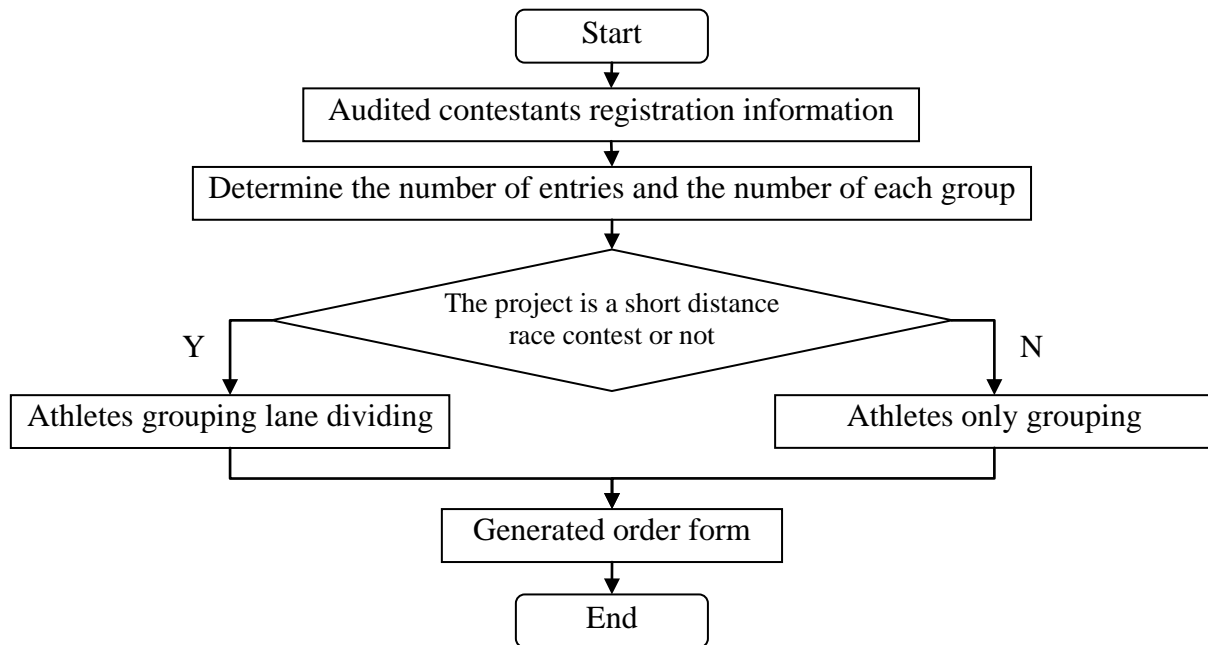 Start
Audited contestants registration information
Determine the number of entries and the number of each group
The project is a short distance
race contest or not
Y
N
Athletes grouping lane dividing
Athletes only grouping
Generated order form
End